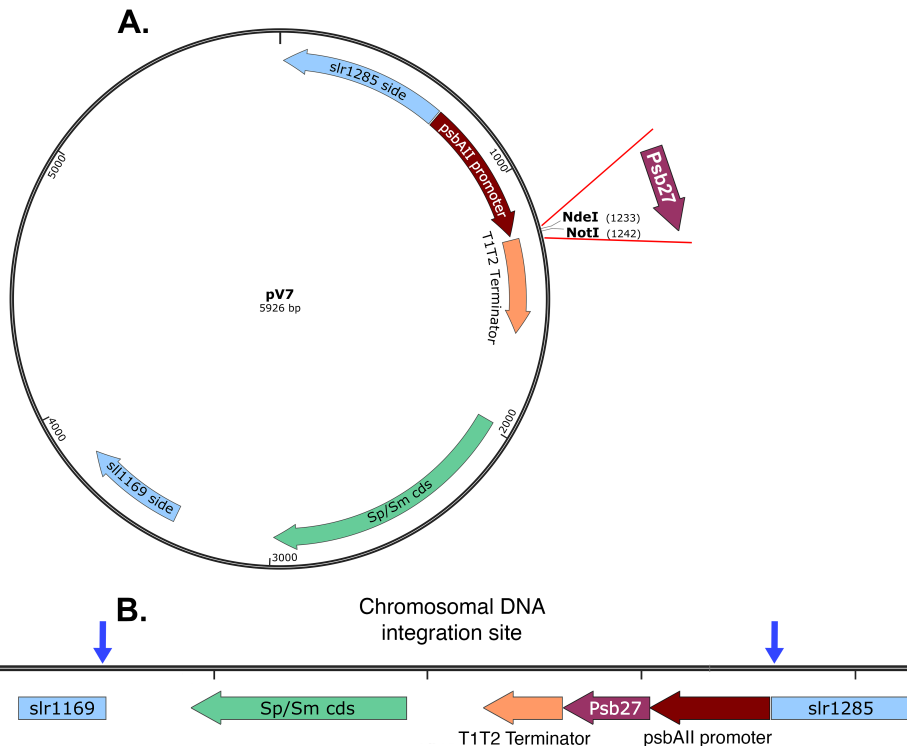 A.
slr1285 side
psbAII promoter
1000
5000
Psb27
NdeI (1233)
NotI (1242)
T1T2 Terminator
pV7
5926 bp
2000
4000
sll1169 side
Sp/Sm cds
3000
B.
Chromosomal DNA
integration site
slr1169
Sp/Sm cds
Psb27
slr1285
T1T2 Terminator
psbAII promoter